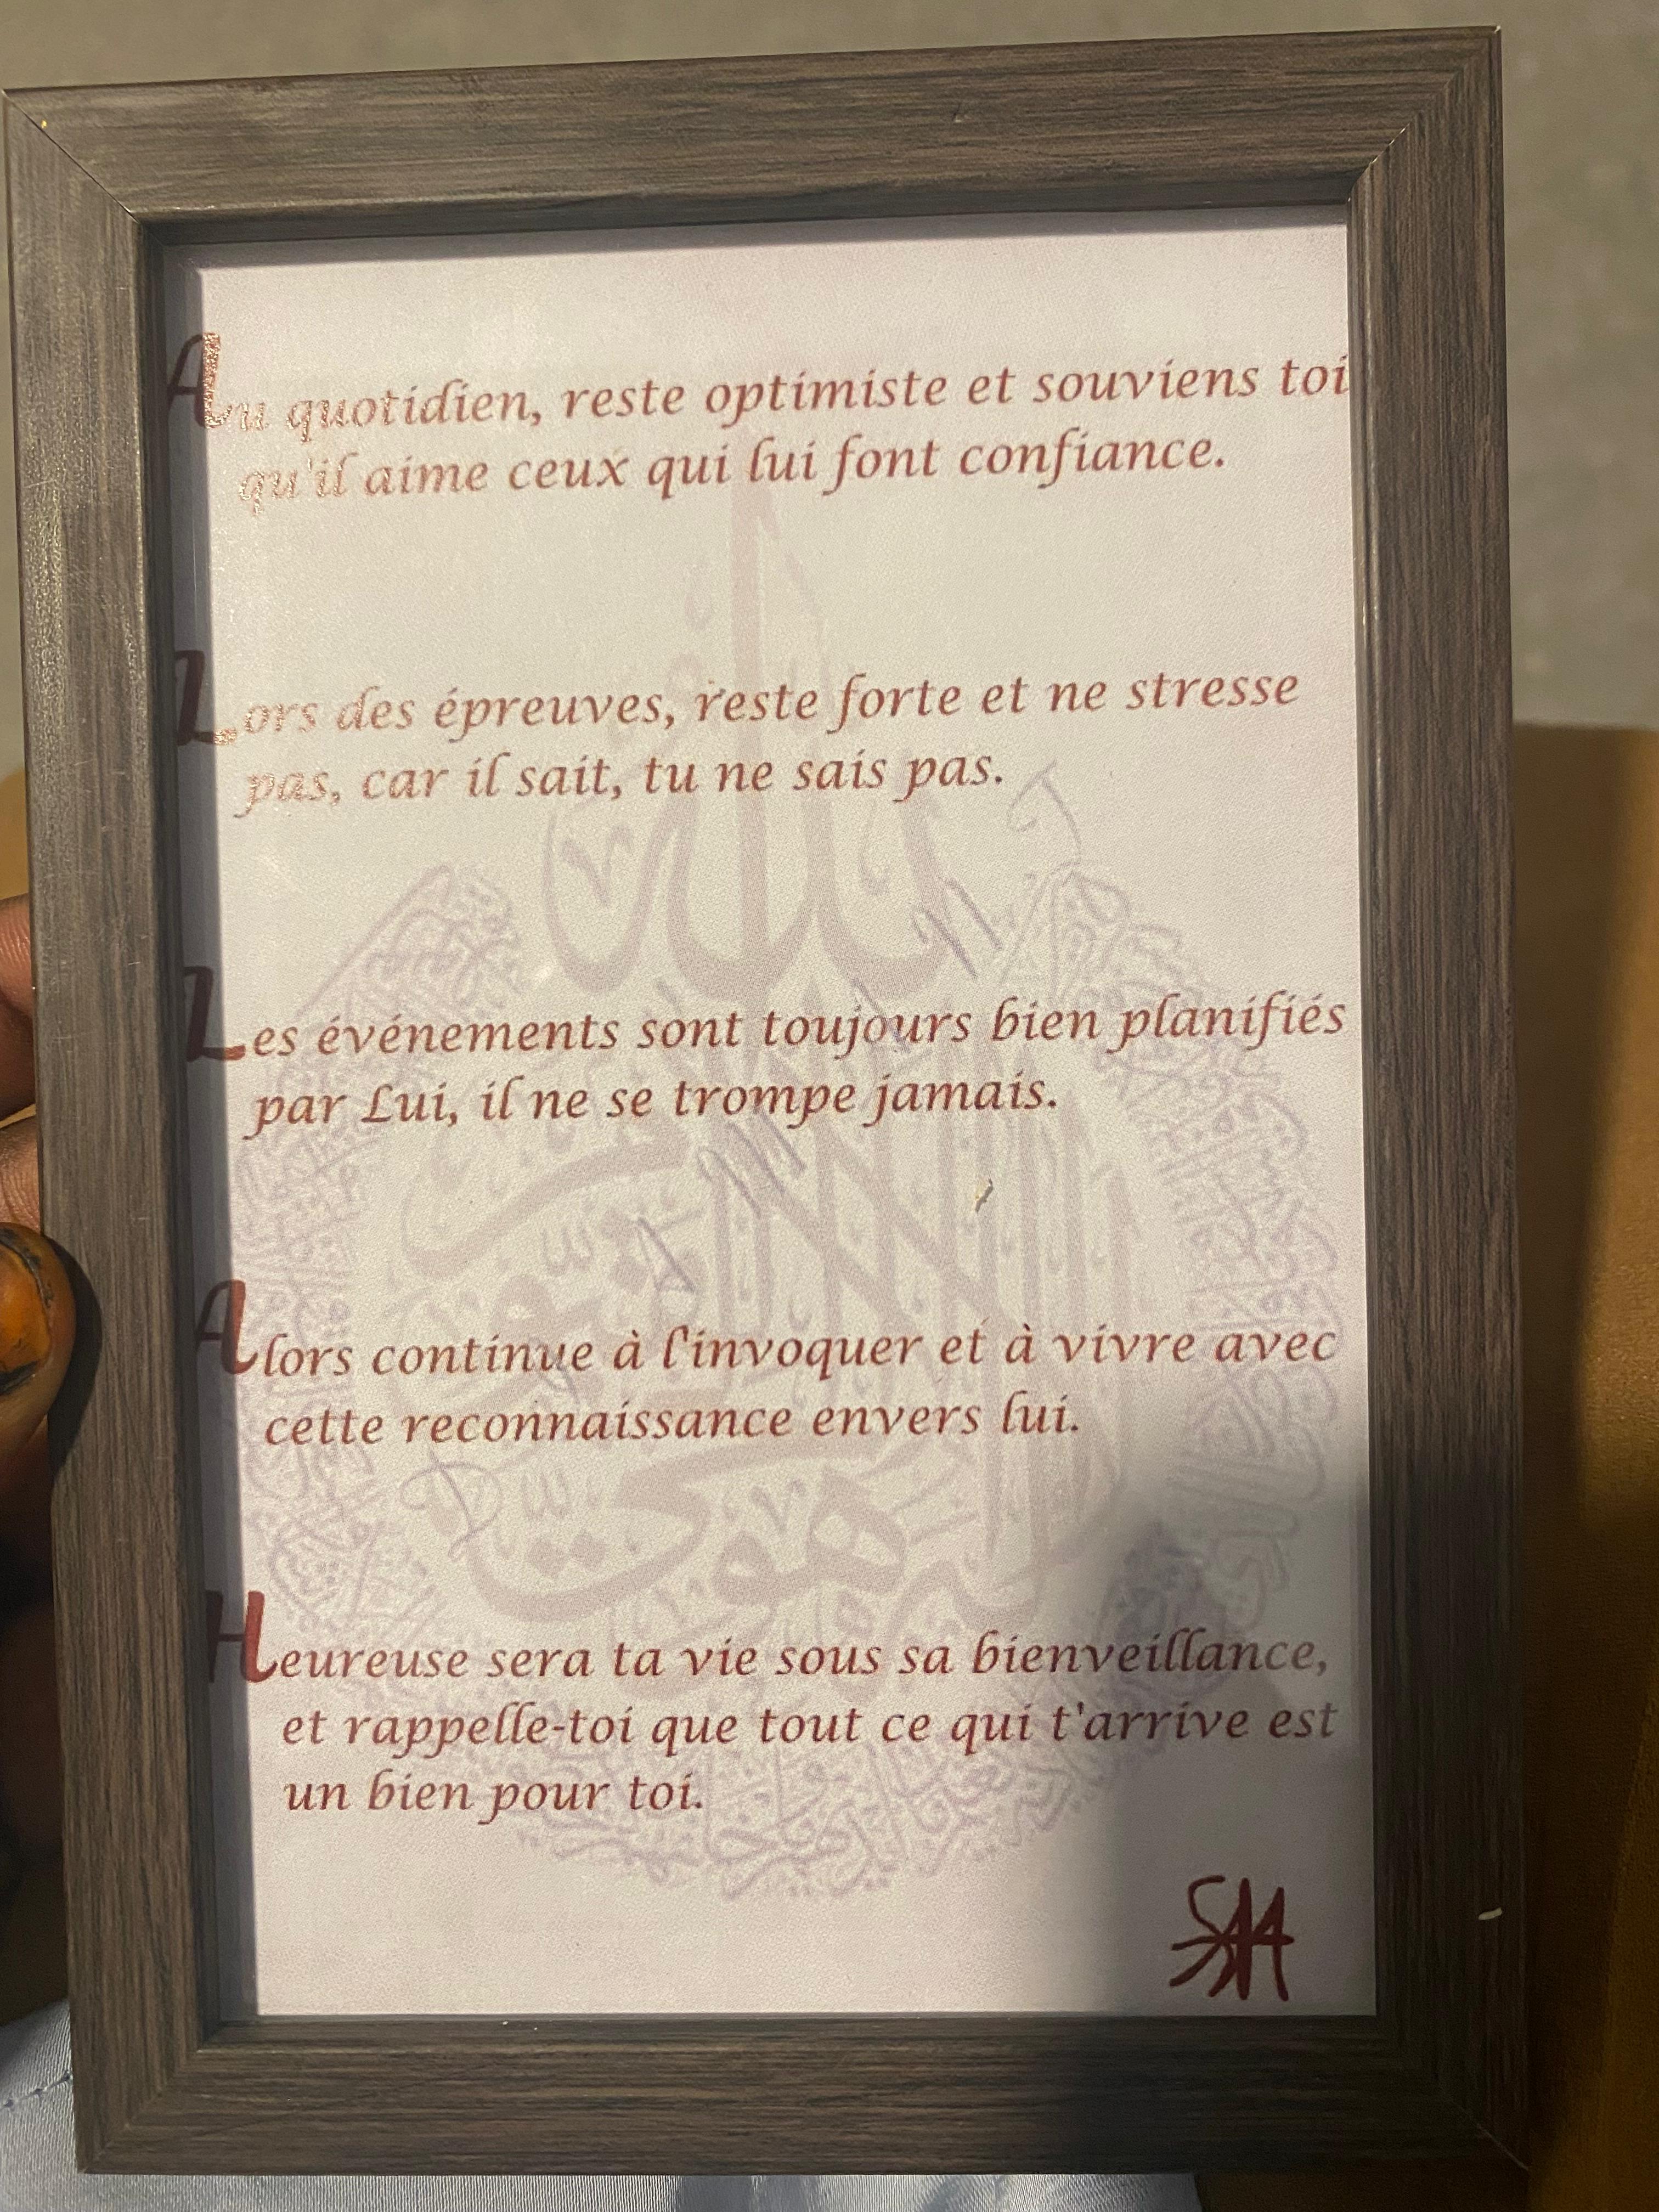 Au quotidien, reste optimiste et souviens toi
qu'il aime ceux qui lui font confiance.
Lors des épreuves, reste forte et ne stresse
pas, car il sait, tu ne sais pas.
Les événements sont toujours bien planifiés
par Lui, il ne se trompe jamais.
Alors continue à l'invoquer et à vivre avec
cette reconnaissance envers lui.
Heureuse sera ta vie sous sa bienveillance,
et rappelle-toi que tout ce qui t'arrive est
un bien pour toi.